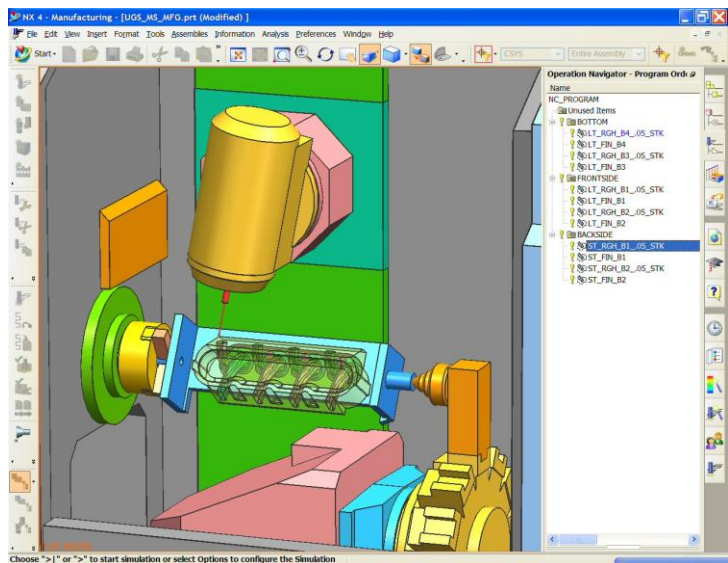 NX 4 - Manufacturing - [UGS_MS_MFG.prt (Modified) ]
File Edit View Insert Format Tools Assemblies Information Analysis Preferences Window Help
Start
CSYS
Entire Assembly
Operation Navigator - Program Ord
Name
NC_PROGRAM
Unused Items
BOTTOM
LT_RGH_B4_.05_STK
LT_FIN_B4
LT_RGH_B3_.05_STK
LT_FIN_B3
FRONTSIDE
LT_RGH_B1_.05_STK
LT_FIN_B1
LT_RGH_B2_.05_STK
LT_FIN_B2
BACKSIDE
ST_RGH_B1_.05_STK
ST_FIN_B1
ST_RGH_B2_.05_STK
ST_FIN_B2
Choose ">|" or ">" to start simulation or select Options to configure the Simulation